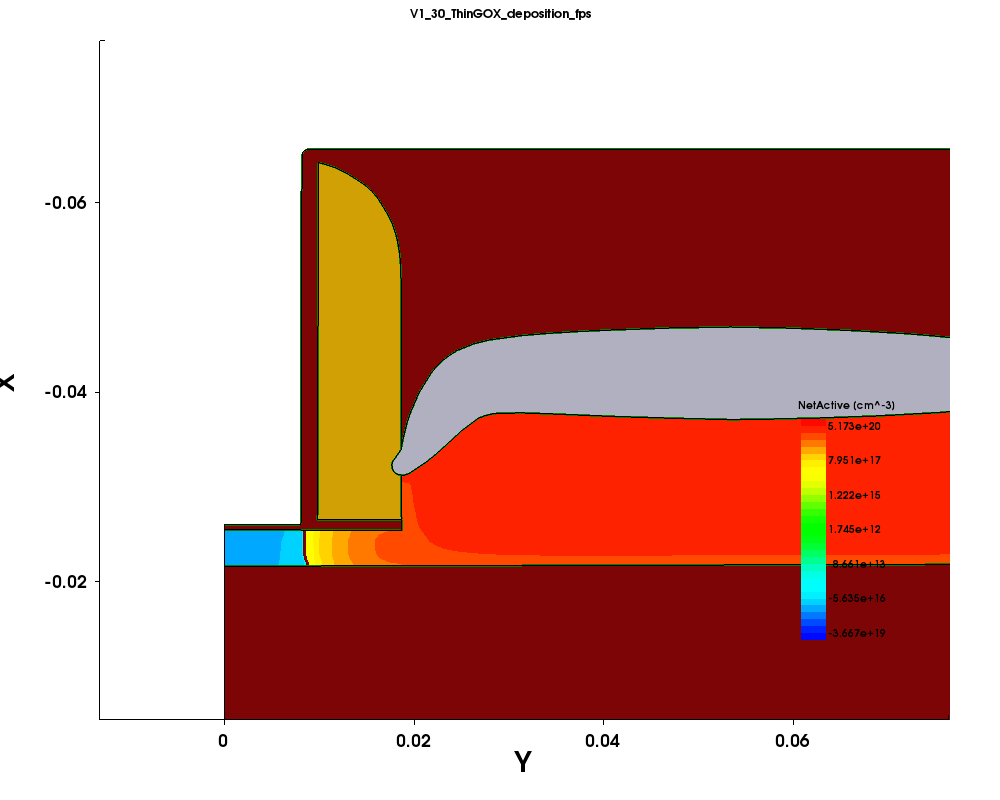 V1_30_ThinGOX_deposition_fps
-0.06
-0.04
-0.02
X
NetActive (cm^-3)
5.173e+20
7.951e+17
1.222e+15
1.745e+12
-8.661e+13
-5.635e+16
-3.667e+19
0
0.02
0.04
0.06
Y